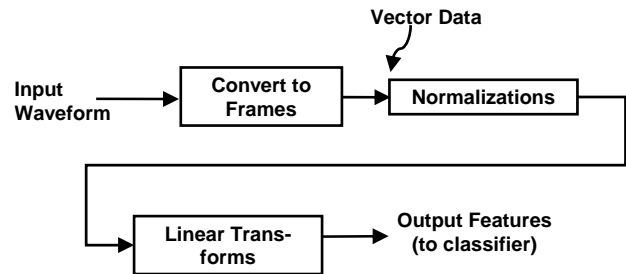 Vector Data
Input
Waveform
Convert to
Frames
Normalizations
Linear Trans-
forms
Output Features
(to classifier)